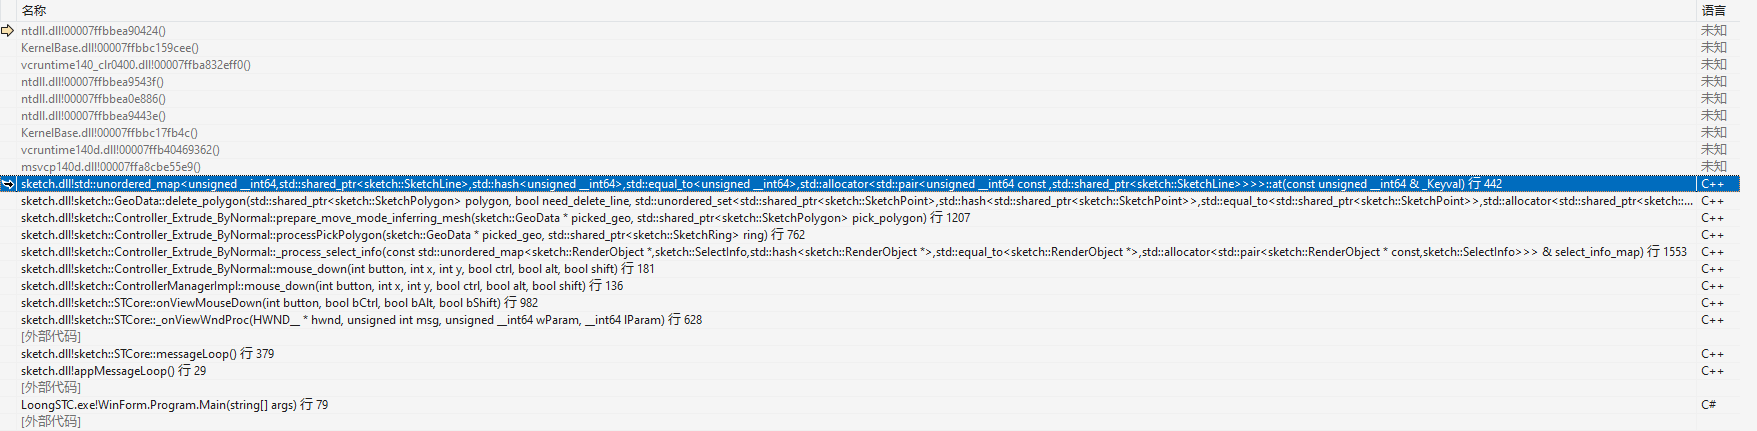 名称 语言
ntdll.dll!00007ffbbea90424() 未知
KernelBase.dll!00007ffbbc159cee() 未知
vcruntime140_clr0400.dll!00007ffba832eff0() 未知
ntdll.dll!00007ffbbea9543f() 未知
ntdll.dll!00007ffbbea0e886() 未知
ntdll.dll!00007ffbbea9443e() 未知
KernelBase.dll!00007ffbbc17fb4c() 未知
vcruntime140d.dll!00007ffb40469362() 未知
msvcp140d.dll!00007ffa8cbe55e9() 未知
sketch.dll!std::unordered_map<unsigned __int64,std::shared_ptr<sketch::SketchLine>,std::hash<unsigned __int64>,std::equal_to<unsigned __int64>,std::allocator<std::pair<unsigned __int64 const ,std::shared_ptr<sketch::SketchLine>>>>::at(const unsigned __int64 & _Keyval) 行 442 C++
sketch.dll!sketch::GeoData::delete_polygon(std::shared_ptr<sketch::SketchPolygon> polygon, bool need_delete_line, std::unordered_set<std::shared_ptr<sketch::SketchPoint>,std::hash<std::shared_ptr<sketch::SketchPoint>>,std::equal_to<std::shared_ptr<sketch::SketchPoint>>,std::allocator<std::shared_ptr<sketch::... C++
sketch.dll!sketch::Controller_Extrude_ByNormal::prepare_move_mode_inferring_mesh(sketch::GeoData * picked_geo, std::shared_ptr<sketch::SketchPolygon> pick_polygon) 行 1207 C++
sketch.dll!sketch::Controller_Extrude_ByNormal::processPickPolygon(sketch::GeoData * picked_geo, std::shared_ptr<sketch::SketchRing> ring) 行 762 C++
sketch.dll!sketch::Controller_Extrude_ByNormal::_process_select_info(const std::unordered_map<sketch::RenderObject *,sketch::SelectInfo,std::hash<sketch::RenderObject *>,std::equal_to<sketch::RenderObject *>,std::allocator<std::pair<sketch::RenderObject * const,sketch::SelectInfo>>> & select_info_map) 行 1553 C++
sketch.dll!sketch::Controller_Extrude_ByNormal::mouse_down(int button, int x, int y, bool ctrl, bool alt, bool shift) 行 181 C++
sketch.dll!sketch::ControllerManagerImpl::mouse_down(int button, int x, int y, bool ctrl, bool alt, bool shift) 行 136 C++
sketch.dll!sketch::STCore::onViewMouseDown(int button, bool bCtrl, bool bAlt, bool bShift) 行 982 C++
sketch.dll!sketch::STCore::_onViewWndProc(HWND__ * hwnd, unsigned int msg, unsigned __int64 wParam, __int64 lParam) 行 628 C++
[外部代码]
sketch.dll!sketch::STCore::messageLoop() 行 379 C++
sketch.dll!appMessageLoop() 行 29 C++
[外部代码]
LoongSTC.exe!WinForm.Program.Main(string[] args) 行 79 C#
[外部代码]